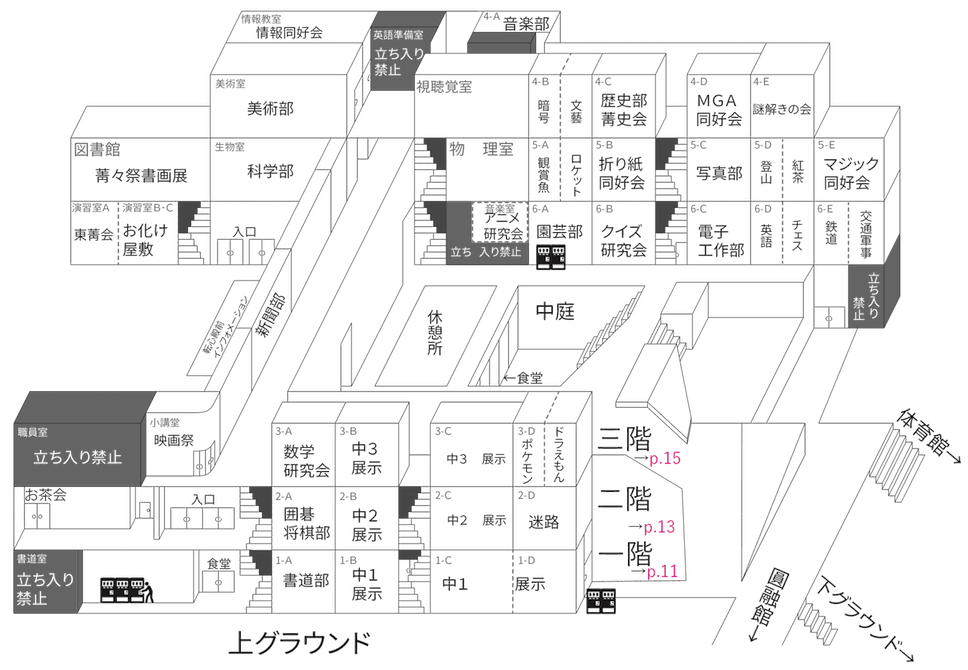 情報教室
情報同好会
英語準備室
立ち入り
禁止
4-A
音楽部
美術室
美術部
視聴覚室
4-B
暗号
文藝
4-C
歴史部
菁史会
4-D
MGA
同好会
4-E
謎解きの会
図書館
菁々祭書画展
生物室
科学部
物 理室
5-A
観賞魚
ロケット
5-B
折り紙
同好会
5-C
写真部
5-D
登山
紅茶
5-E
マジック
同好会
演習室A
東菁会
演習室B・C
お化け
屋敷
入口
音楽室
アニメ
研究会
立ち 入り禁止
6-A
園芸部
6-B
クイズ
研究会
6-C
電子
工作部
6-D
英語
チェス
6-E
鉄道
交通軍事
立ち入り
禁止
転心殿前
インフォメーション
新聞部
休憩所
中庭
←食堂
職員室
立ち入り禁止
小講堂
映画祭
3-A
数学
研究会
3-B
中3
展示
3-C
中3 展示
3-D
ポケモン
ドラえもん
三階
→p.15
お茶会
入口
2-A
囲碁
将棋部
2-B
中2
展示
2-C
中2 展示
2-D
迷路
二階
→p.13
書道室
立ち入り
禁止
食堂
1-A
書道部
1-B
中1
展示
1-C
中1
1-D
展示
一階
→p.11
体育館→
圓融館→
下グラウンド→
上グラウンド